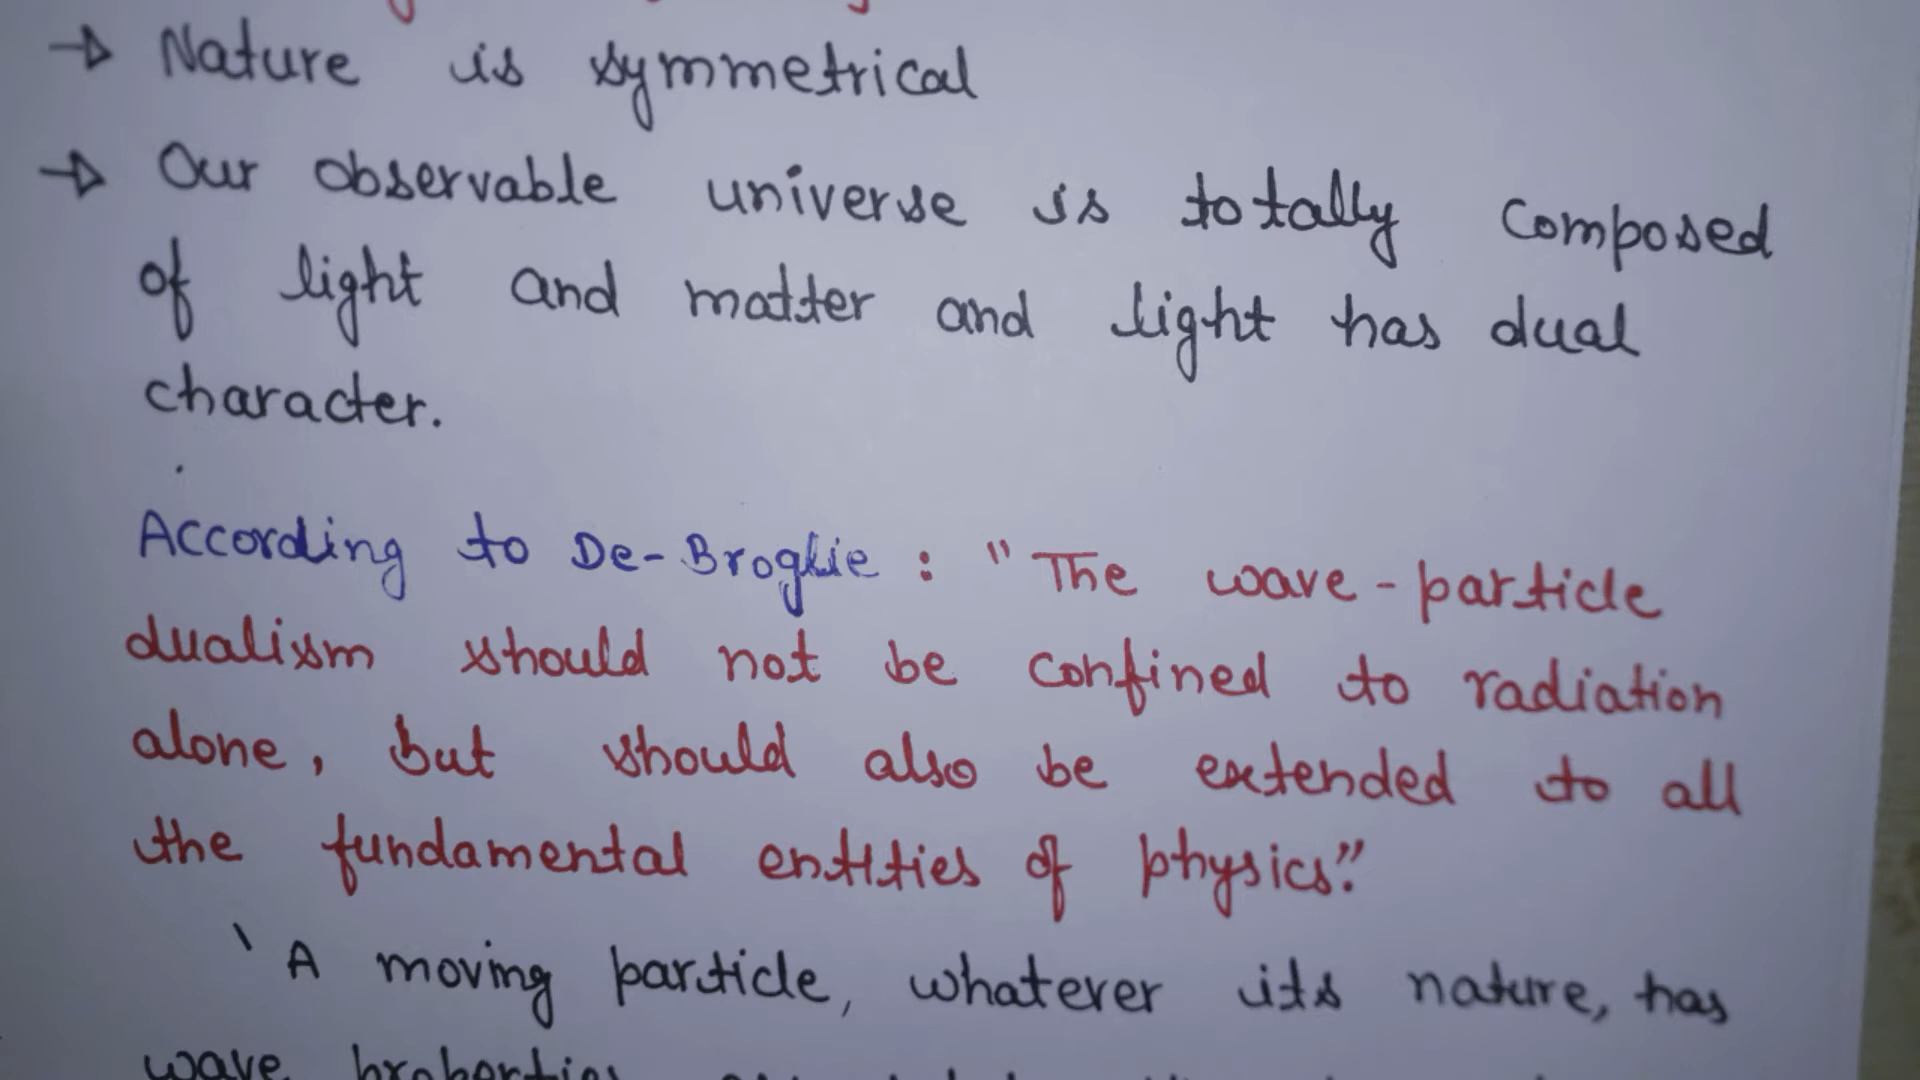 → Nature is symmetrical
→ Our observable universe is totally composed
of light and matter and light has dual
character.
According to De-Broglie : "The wave-particle
dualism should not be confined to radiation
alone, but should also be extended to all
the fundamental entities of physics."
' A moving particle, whatever its nature, has
wave properties